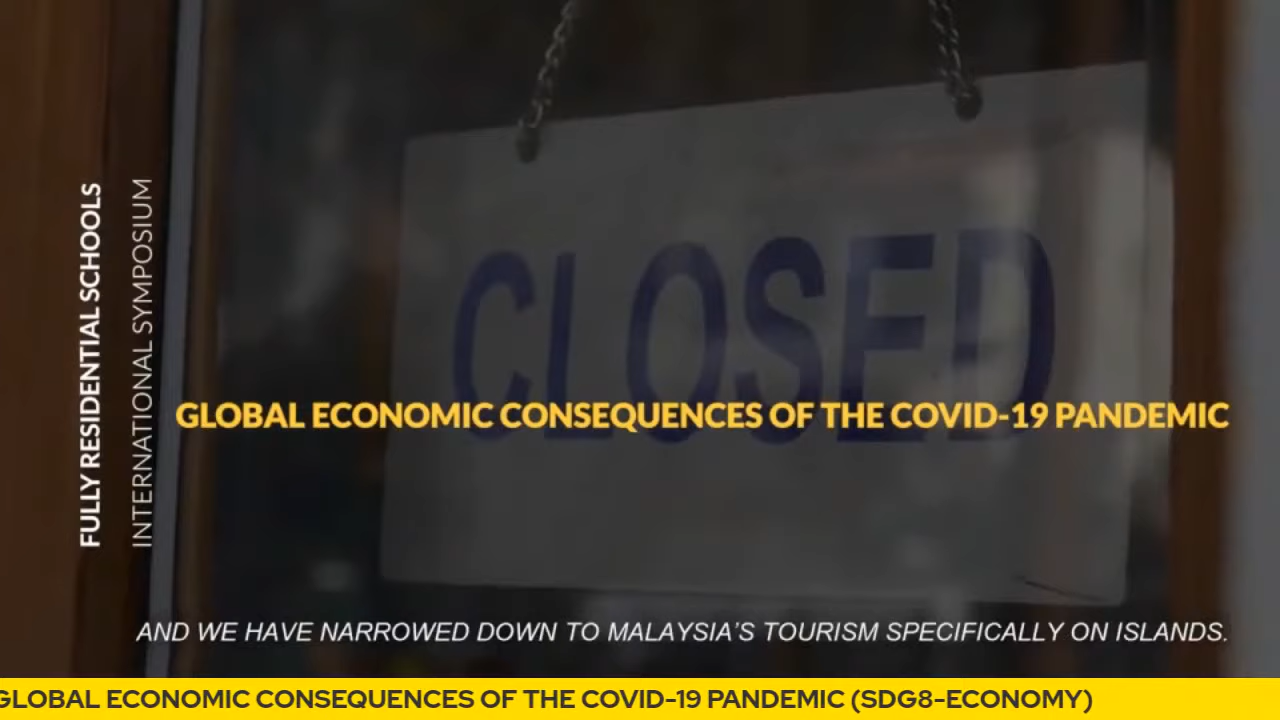 FULLY RESIDENTIAL SCHOOLS
INTERNATIONAL SYMPOSIUM
CLOSED
GLOBAL ECONOMIC CONSEQUENCES OF THE COVID-19 PANDEMIC
AND WE HAVE NARROWED DOWN TO MALAYSIA'S TOURISM SPECIFICALLY ON ISLANDS.
GLOBAL ECONOMIC CONSEQUENCES OF THE COVID-19 PANDEMIC (SDG8-ECONOMY)